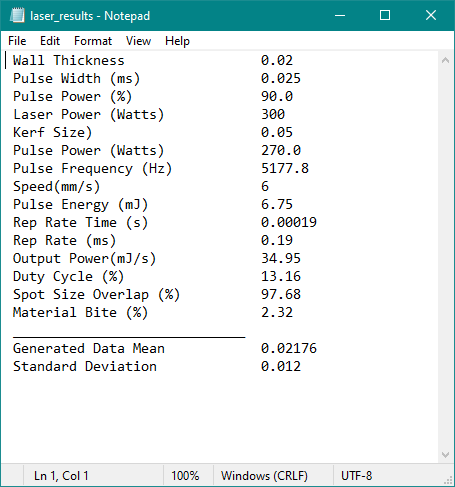 laser_results - Notepad
File Edit Format View Help
Wall Thickness 0.02
Pulse Width (ms) 0.025
Pulse Power (%) 90.0
Laser Power (Watts) 300
Kerf Size) 0.05
Pulse Power (Watts) 270.0
Pulse Frequency (Hz) 5177.8
Speed(mm/s) 6
Pulse Energy (mJ) 6.75
Rep Rate Time (s) 0.00019
Rep Rate (ms) 0.19
Output Power(mJ/s) 34.95
Duty Cycle (%) 13.16
Spot Size Overlap (%) 97.68
Material Bite (%) 2.32
Generated Data Mean 0.02176
Standard Deviation 0.012
Ln 1, Col 1 100% Windows (CRLF) UTF-8